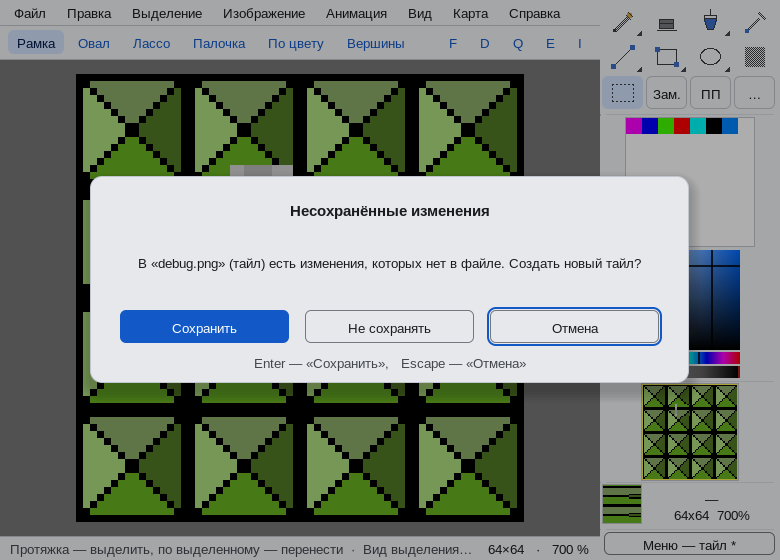 Файл Правка Выделение Изображение Анимация Вид Карта Справка
Рамка Овал Лассо Палочка По цвету Вершины F D Q E I
Зам. ПП ...
Несохранённые изменения
В «debug.png» (тайл) есть изменения, которых нет в файле. Создать новый тайл?
Сохранить Не сохранять Отмена
Enter — «Сохранить», Escape — «Отмена»
—
64x64 700%
Протяжка — выделить, по выделенному — перенести · Вид выделения… 64×64 · 700 %
Меню — тайл *